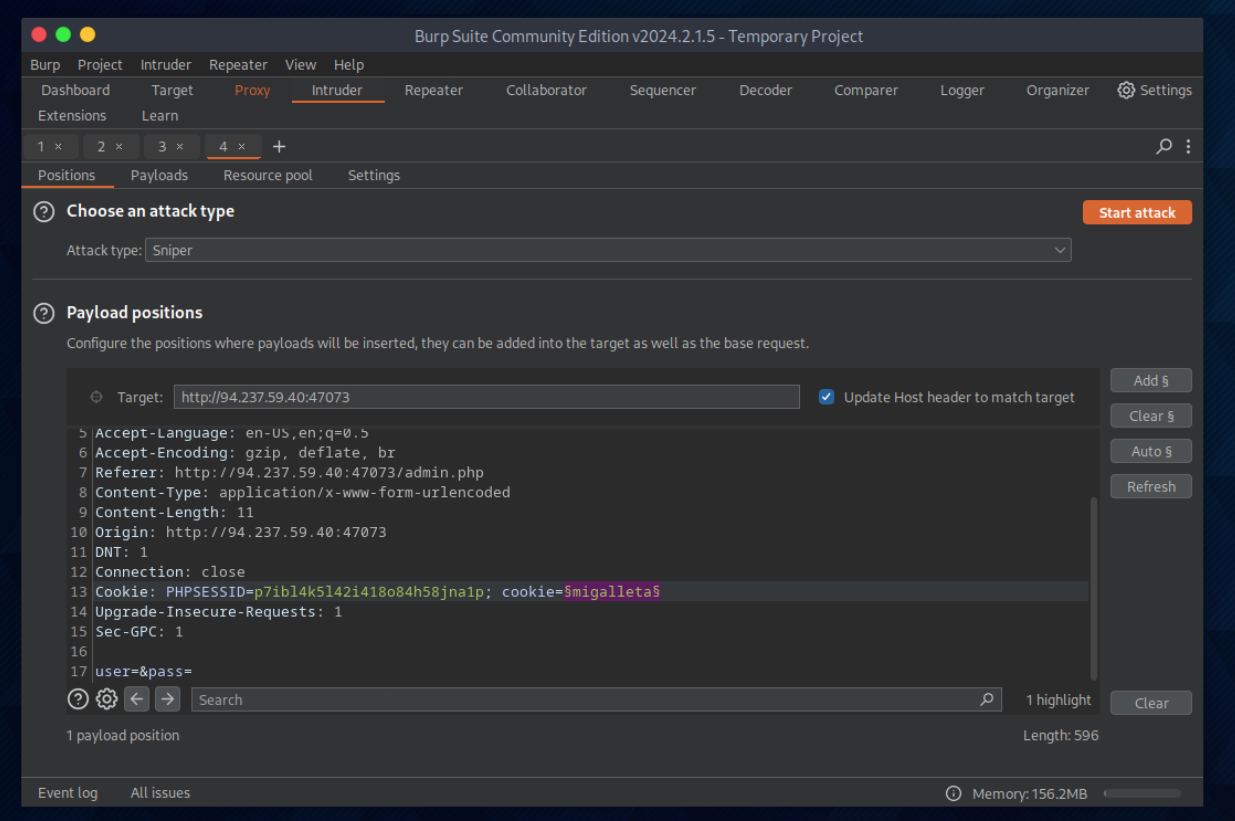 Burp Suite Community Edition v2024.2.1.5 - Temporary Project
Burp Project Intruder Repeater View Help
Dashboard Target Proxy Intruder Repeater Collaborator Sequencer Decoder Comparer Logger Organizer Settings
Extensions Learn
1 × 2 × 3 × 4 × +
Positions Payloads Resource pool Settings
? Choose an attack type Start attack
Attack type: Sniper
? Payload positions
Configure the positions where payloads will be inserted, they can be added into the target as well as the base request.
Add §
Target: http://94.237.59.40:47073 Update Host header to match target
Clear §
5 Accept-Language: en-US,en;q=0.5
6 Accept-Encoding: gzip, deflate, br Auto §
7 Referer: http://94.237.59.40:47073/admin.php
8 Content-Type: application/x-www-form-urlencoded Refresh
9 Content-Length: 11
10 Origin: http://94.237.59.40:47073
11 DNT: 1
12 Connection: close
13 Cookie: PHPSESSID=p7ibl4k5l42i418o84h58jna1p; cookie=§migalleta§
14 Upgrade-Insecure-Requests: 1
15 Sec-GPC: 1
16
17 user=&pass=
? Search 1 highlight Clear
1 payload position Length: 596
Event log All issues Memory: 156.2MB